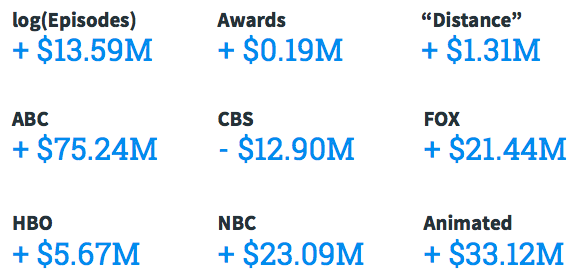 log(Episodes) Awards “Distance”
+ $13.59M + $0.19M + $1.31M
ABC CBS FOX
+ $75.24M - $12.90M + $21.44M
HBO NBC Animated
+ $5.67M + $23.09M + $33.12M